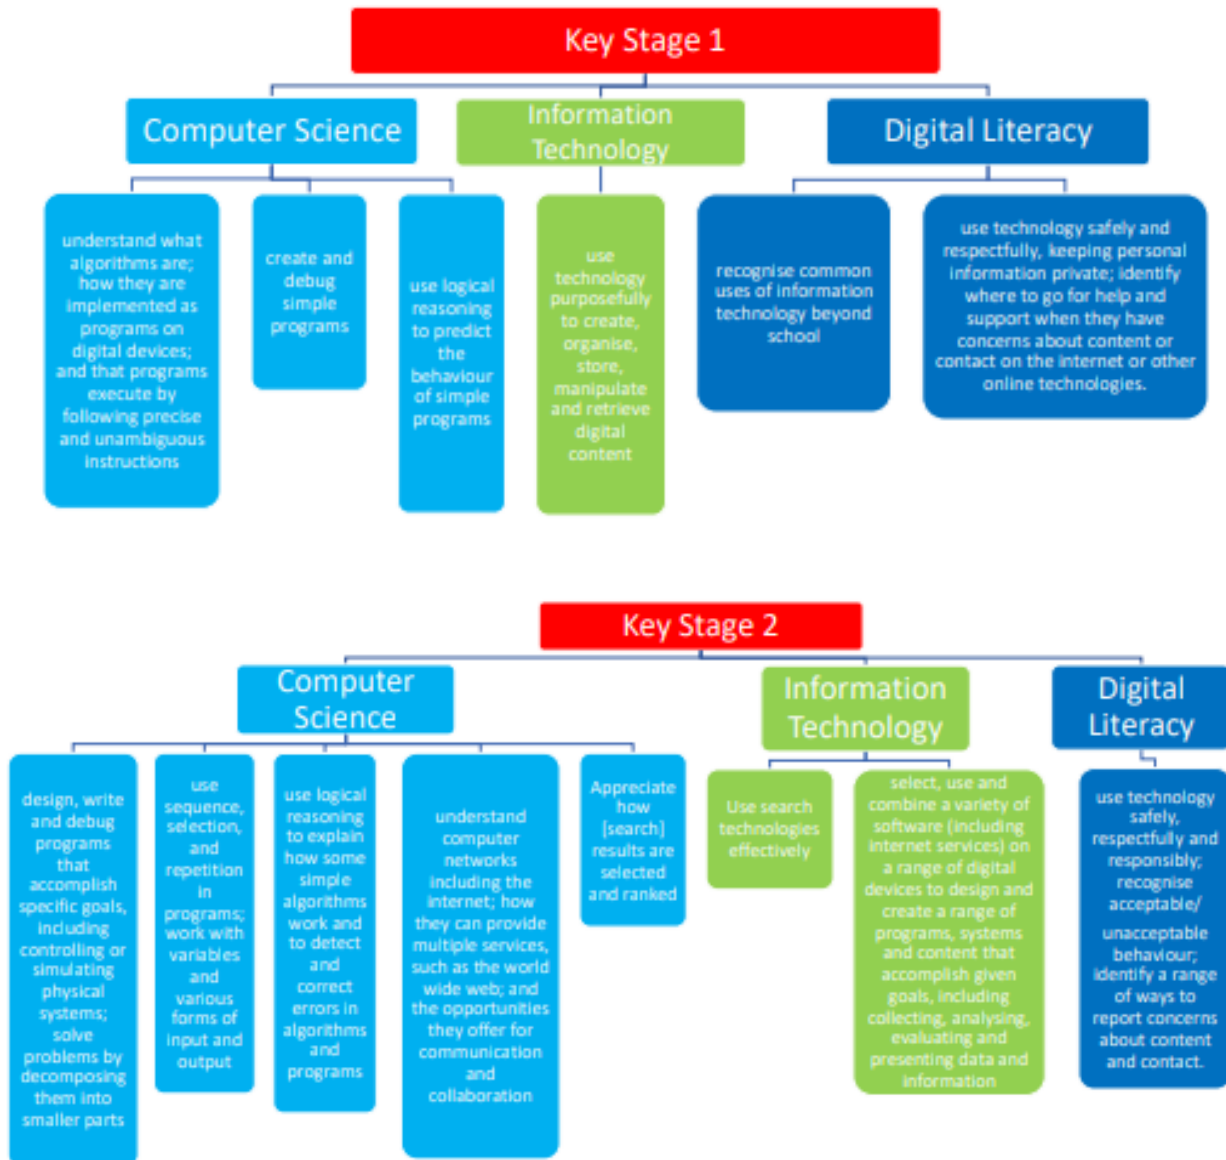 Key Stage 1
Computer Science
Information
Technology
Digital Literacy
understand what
algorithms are;
how they are
implemented as
programs on
digital devices;
and that programs
execute by
following precise
and unambiguous
instructions
create and
debug
simple
programs
use logical
reasoning
to predict
the
behaviour
of simple
programs
use
technology
purposefully
to create,
organise,
store,
manipulate
and retrieve
digital
content
recognise common
uses of information
technology beyond
school
use technology safely and
respectfully, keeping personal
information private; identify
where to go for help and
support when they have
concerns about content or
contact on the internet or other
online technologies.
Key Stage 2
Computer
Science
Information
Technology
Digital
Literacy
design, write
and debug
programs
that
accomplish
specific goals,
including
controlling or
simulating
physical
systems;
solve
problems by
decomposing
them into
smaller parts
use
sequence,
selection,
and
repetition
in
programs;
work with
variables
and
various
forms of
input and
output
use logical
reasoning
to explain
how some
simple
algorithms
work and
to detect
and
correct
errors in
algorithms
and
programs
understand
computer
networks
including the
internet; how
they can provide
multiple services,
such as the world
wide web; and
the opportunities
they offer for
communication
and
collaboration
Appreciate
how
[search]
results are
selected
and ranked
Use search
technologies
effectively
select, use and
combine a variety of
software (including
internet services) on
a range of digital
devices to design and
create a range of
programs, systems
and content that
accomplish given
goals, including
collecting, analysing,
evaluating and
presenting data and
information
use technology
safely,
respectfully and
responsibly;
recognise
acceptable/
unacceptable
behaviour;
identify a range
of ways to
report concerns
about content
and contact.